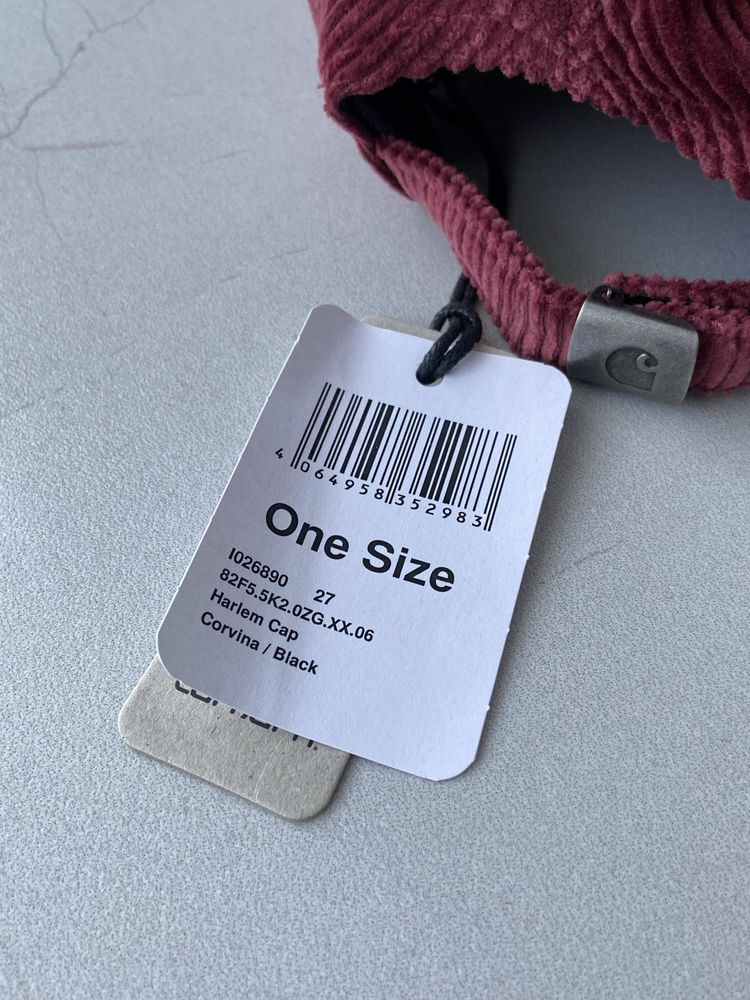 4 064958 352983
One Size
I026890 27
82F5.5K2.0ZG.XX.06
Harlem Cap
Corvina / Black